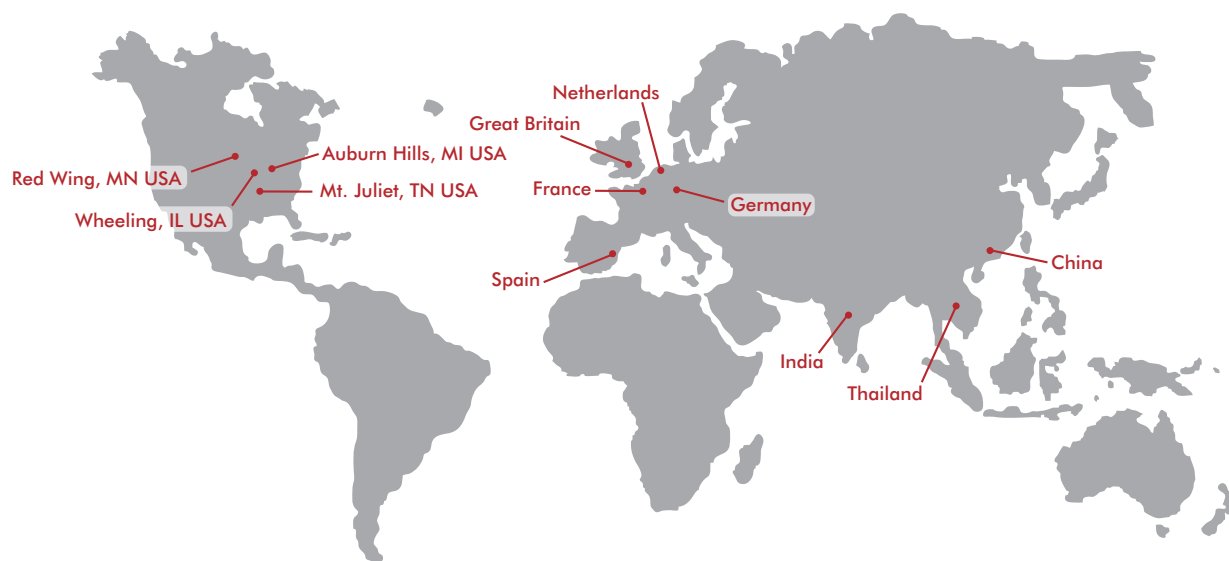 Netherlands
Great Britain
Auburn Hills, MI USA
Red Wing, MN USA
Mt. Juliet, TN USA
France
Germany
Wheeling, IL USA
China
Spain
India
Thailand